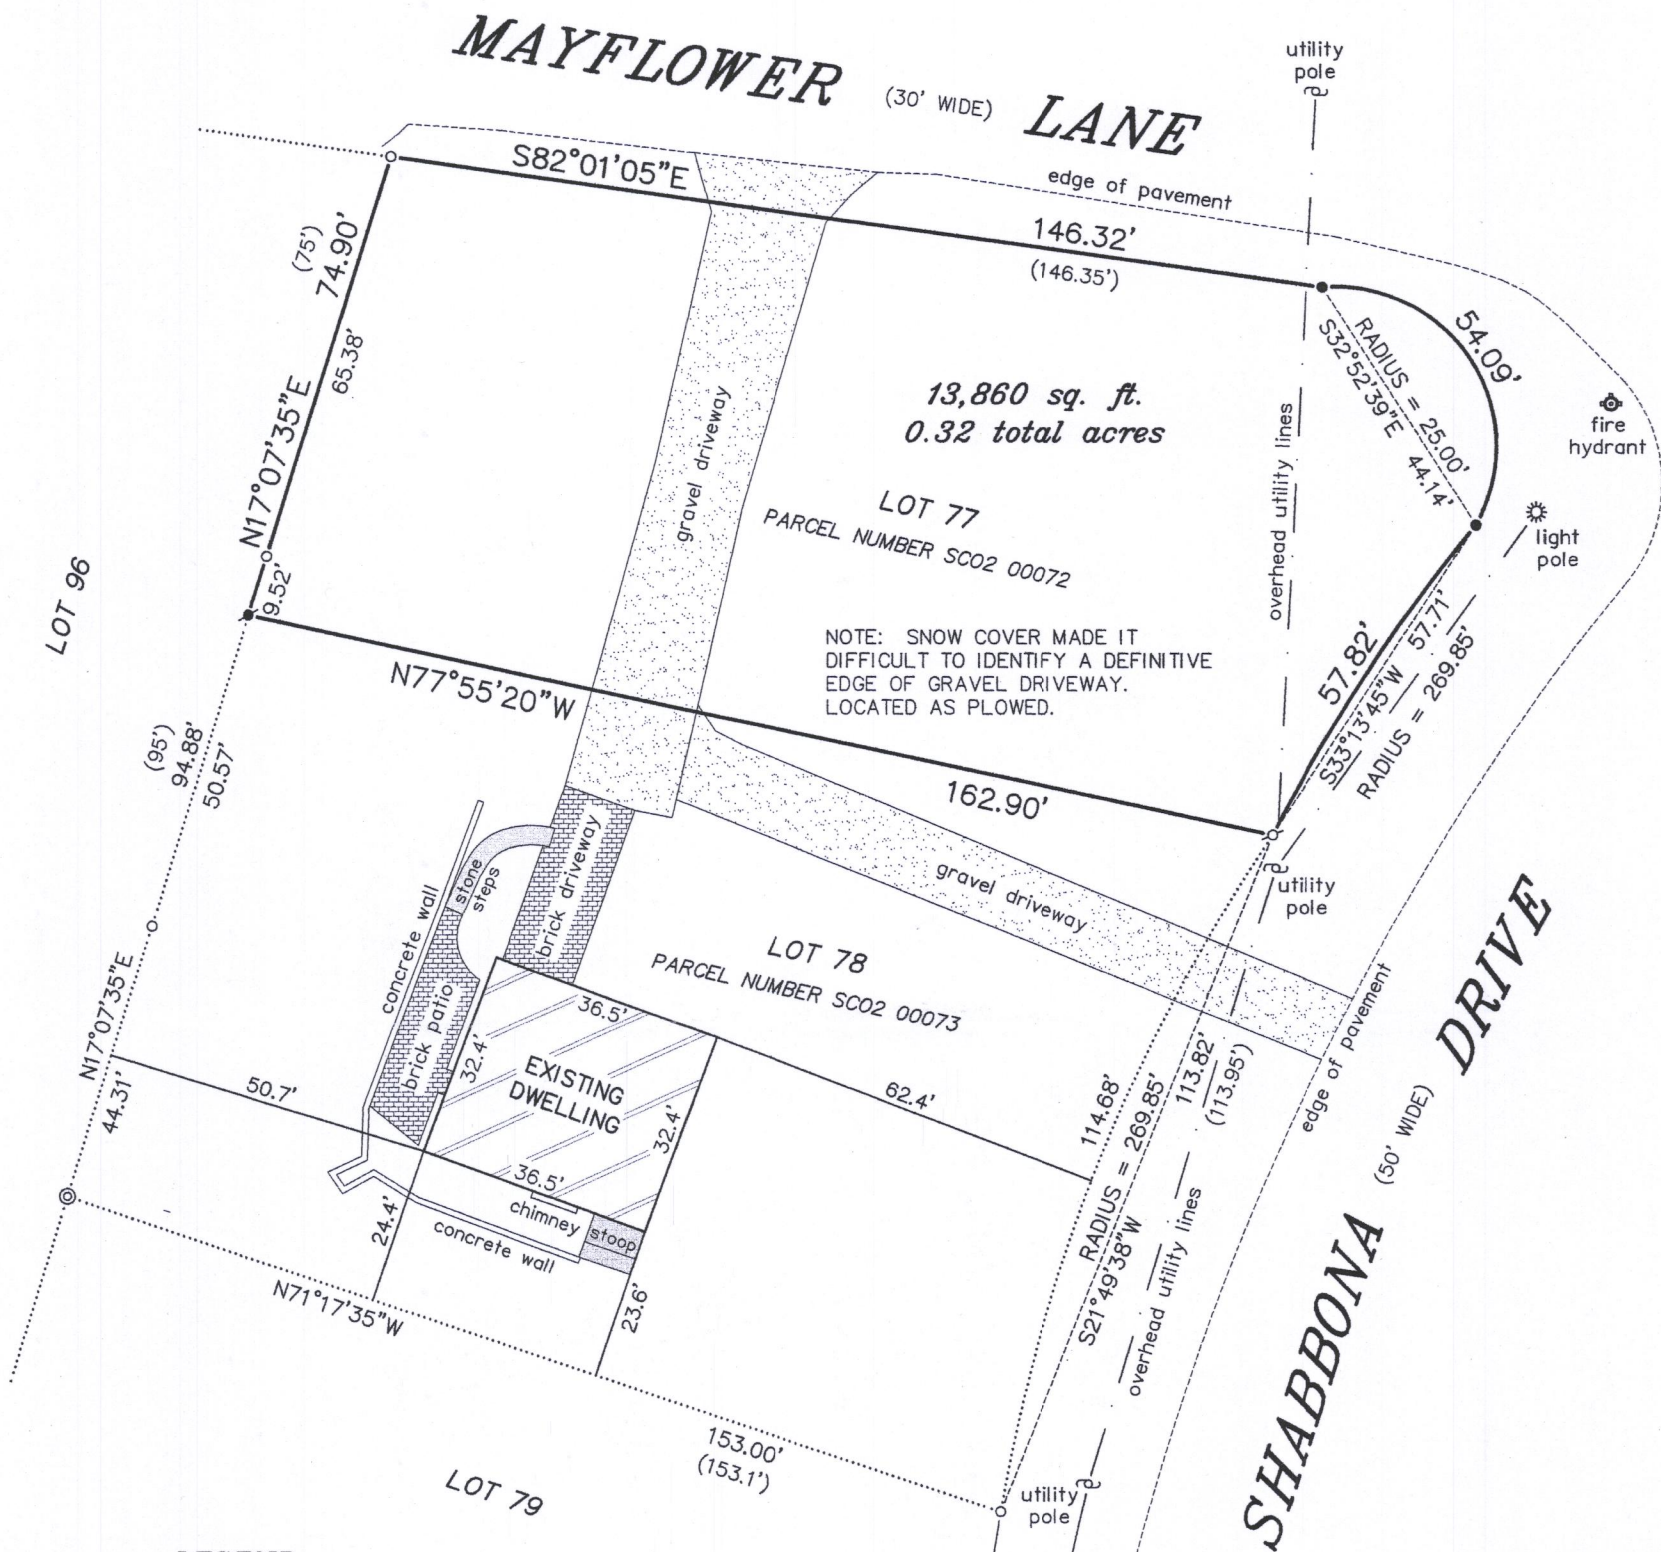 MAYFLOWER (30' WIDE) LANE
utility
pole
edge of pavement
S82°01'05"E
146.32'
(146.35')
(75')
74.90'
65.38'
N17°07'35"E
9.52'
LOT 96
gravel driveway
13,860 sq. ft.
0.32 total acres
LOT 77
PARCEL NUMBER SC02 00072
NOTE: SNOW COVER MADE IT
DIFFICULT TO IDENTIFY A DEFINITIVE
EDGE OF GRAVEL DRIVEWAY.
LOCATED AS PLOWED.
overhead utility lines
RADIUS = 25.00'
S32°52'39"E 44.14'
54.09'
fire
hydrant
light
pole
57.82'
S33°13'45"W 57.71'
RADIUS = 269.85'
N77°55'20"W
162.90'
utility
pole
(95')
94.88'
50.57'
N17°07'35"E
44.31'
concrete wall
stone
steps
brick driveway
brick patio
gravel driveway
LOT 78
PARCEL NUMBER SC02 00073
36.5'
32.4'
EXISTING
DWELLING
32.4'
36.5'
50.7'
62.4'
chimney
stoop
concrete wall
24.4'
23.6'
N71°17'35"W
153.00'
(153.1')
LOT 79
114.68'
RADIUS = 269.85'
S21°49'38"W
113.82'
(113.95')
overhead utility lines
edge of pavement
utility
pole
SHABBONA (50' WIDE) DRIVE